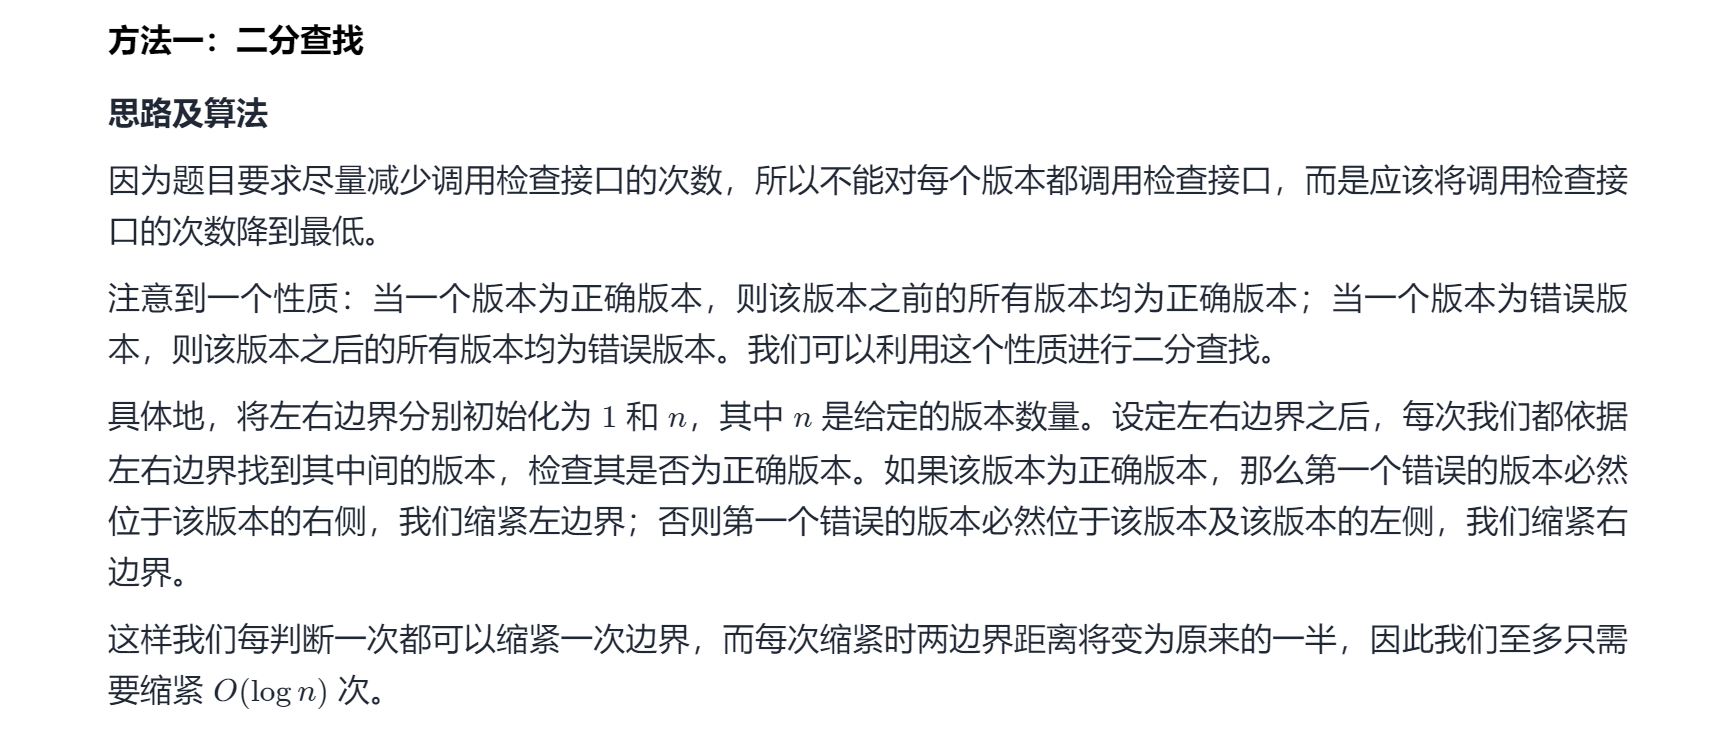 方法一：二分查找
思路及算法
因为题目要求尽量减少调用检查接口的次数，所以不能对每个版本都调用检查接口，而是应该将调用检查接
口的次数降到最低。
注意到一个性质：当一个版本为正确版本，则该版本之前的所有版本均为正确版本；当一个版本为错误版
本，则该版本之后的所有版本均为错误版本。我们可以利用这个性质进行二分查找。
具体地，将左右边界分别初始化为 1 和 n，其中 n 是给定的版本数量。设定左右边界之后，每次我们都依据
左右边界找到其中间的版本，检查其是否为正确版本。如果该版本为正确版本，那么第一个错误的版本必然
位于该版本的右侧，我们缩紧左边界；否则第一个错误的版本必然位于该版本及该版本的左侧，我们缩紧右
边界。
这样我们每判断一次都可以缩紧一次边界，而每次缩紧时两边界距离将变为原来的一半，因此我们至多只需
要缩紧 O(log n) 次。